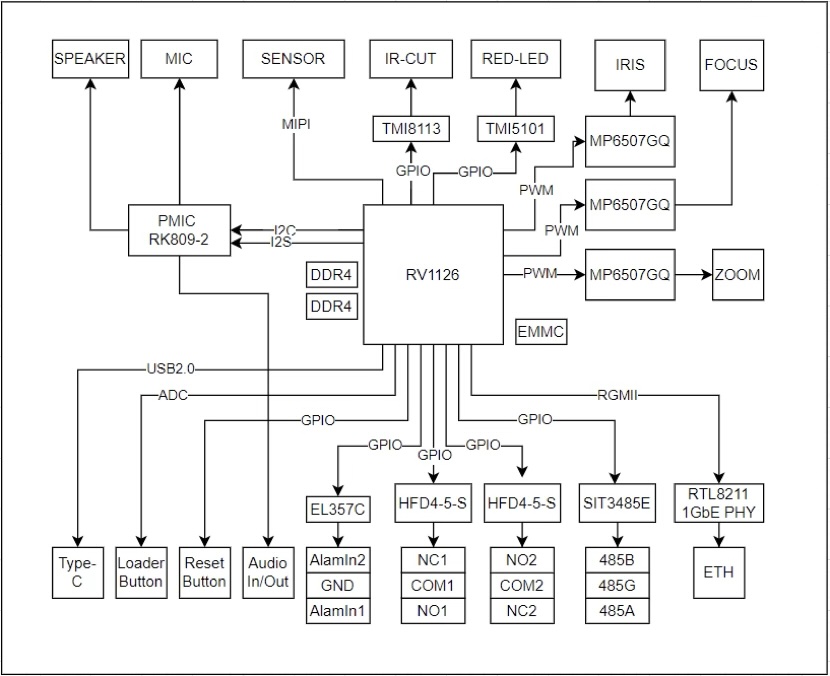 SPEAKER
MIC
SENSOR
IR-CUT
RED-LED
IRIS
FOCUS
MIPI
TMI8113
TMI5101
MP6507GQ
GPIO
GPIO
PWM
PMIC
RK809-2
I2C
I2S
MP6507GQ
PWM
RV1126
DDR4
DDR4
PWM
MP6507GQ
ZOOM
EMMC
USB2.0
ADC
RGMII
GPIO
GPIO
GPIO
GPIO
GPIO
EL357C
HFD4-5-S
HFD4-5-S
SIT3485E
RTL8211
1GbE PHY
Type-
C
Loader
Button
Reset
Button
Audio
In/Out
AlamIn2
GND
AlamIn1
NC1
COM1
NO1
NO2
COM2
NC2
485B
485G
485A
ETH